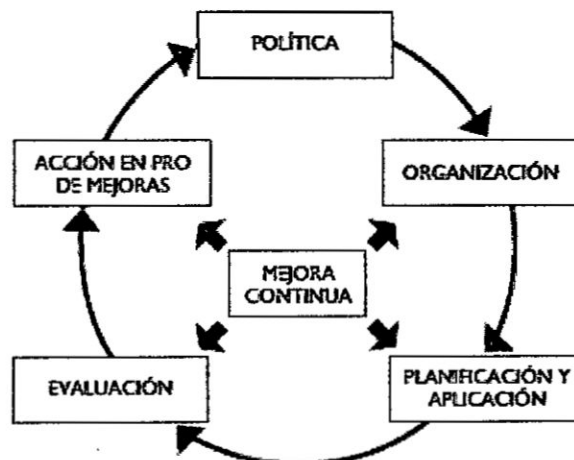 POLÍTICA
ACCIÓN EN PRO
DE MEJORAS
ORGANIZACIÓN
MEJORA
CONTINUA
EVALUACIÓN
PLANIFICACIÓN Y
APLICACIÓN